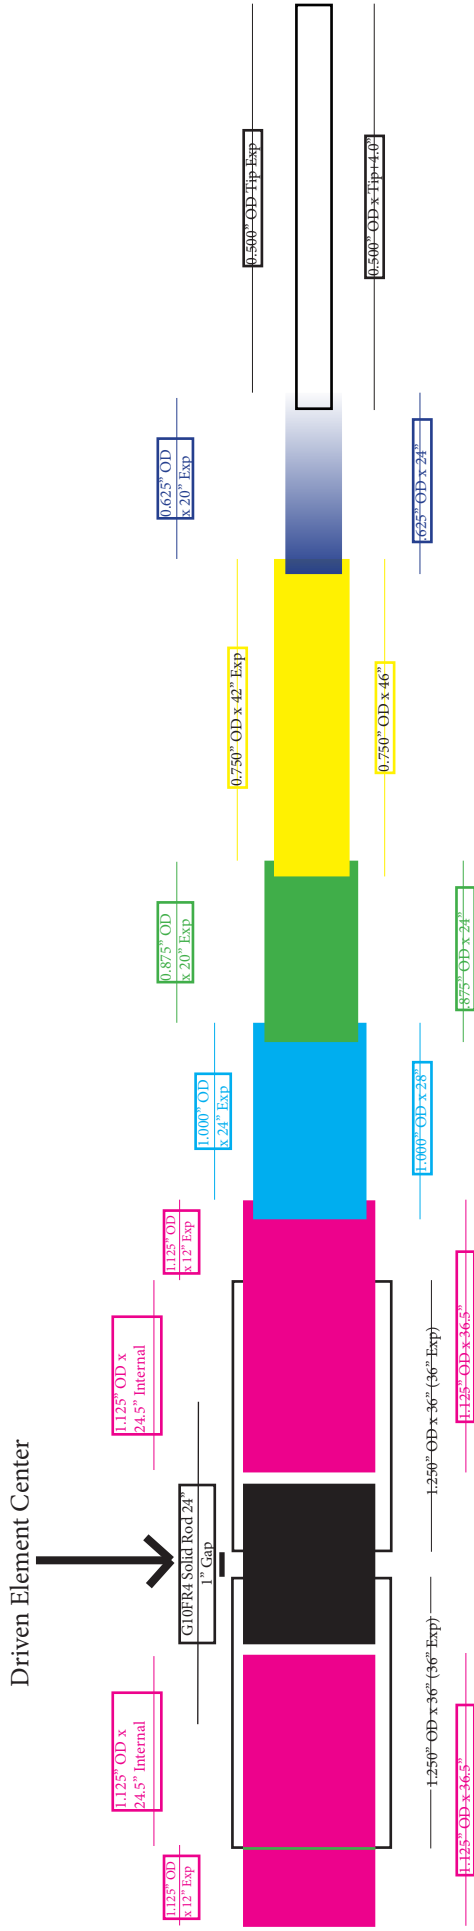 Driven Element Center
0.500” OD Tip Exp
0.500” OD x Tip+4.0”
0.625” OD
x 20” Exp
.625” OD x 24”
0.750” OD x 42” Exp
0.750” OD x 46”
0.875” OD
x 20” Exp
.875” OD x 24”
1.000” OD
x 24” Exp
1.000” OD x 28”
1.125” OD
x 12” Exp
1.125” OD x
24.5” Internal
1.125” OD x 36.5”
1.250” OD x 36” (36” Exp)
G10FR4 Solid Rod 24”
1” Gap
1.250” OD x 36” (36” Exp)
1.125” OD x
24.5” Internal
1.125” OD
x 12” Exp
1.125” OD x 36.5”